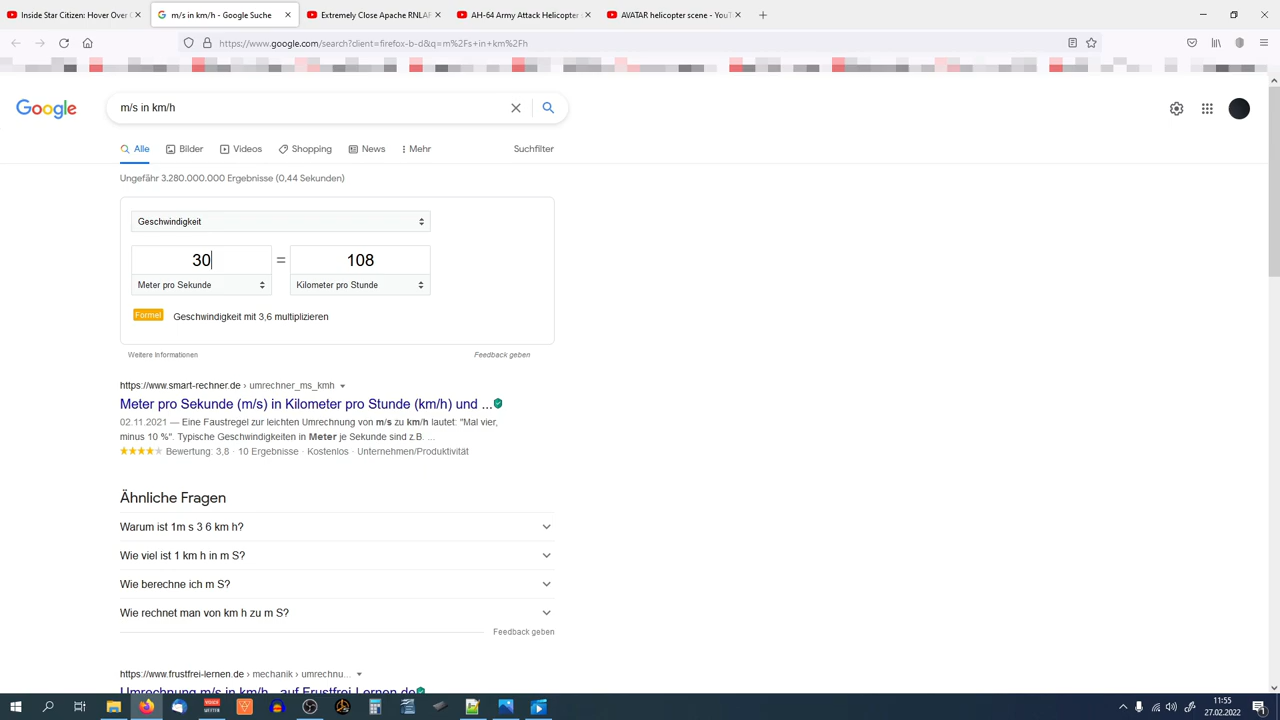 Inside Star Citizen: Hover Over C
m/s in km/h - Google Suche
Extremely Close Apache RNLAF
AH-64 Army Attack Helicopter
AVATAR helicopter scene - YouT
https://www.google.com/search?client=firefox-b-d&q=m%2Fs+in+km%2Fh
Google
m/s in km/h
Alle
Bilder
Videos
Shopping
News
Mehr
Suchfilter
Ungefähr 3.280.000.000 Ergebnisse (0,44 Sekunden)
Geschwindigkeit
30 = 108
Meter pro Sekunde
Kilometer pro Stunde
Formel Geschwindigkeit mit 3,6 multiplizieren
Weitere Informationen
Feedback geben
https://www.smart-rechner.de › umrechner_ms_kmh
Meter pro Sekunde (m/s) in Kilometer pro Stunde (km/h) und ...
02.11.2021 — Eine Faustregel zur leichten Umrechnung von m/s zu km/h lautet: "Mal vier,
minus 10 %". Typische Geschwindigkeiten in Meter je Sekunde sind z.B. ...
Bewertung: 3,8 · 10 Ergebnisse · Kostenlos · Unternehmen/Produktivität
Ähnliche Fragen
Warum ist 1m s 3 6 km h?
Wie viel ist 1 km h in m S?
Wie berechne ich m S?
Wie rechnet man von km h zu m S?
Feedback geben
https://www.frustfrei-lernen.de › mechanik › umrechnu...
Umrechnung m/s in km/h - auf Frustfrei-Lernen.de
11:55
27.02.2022